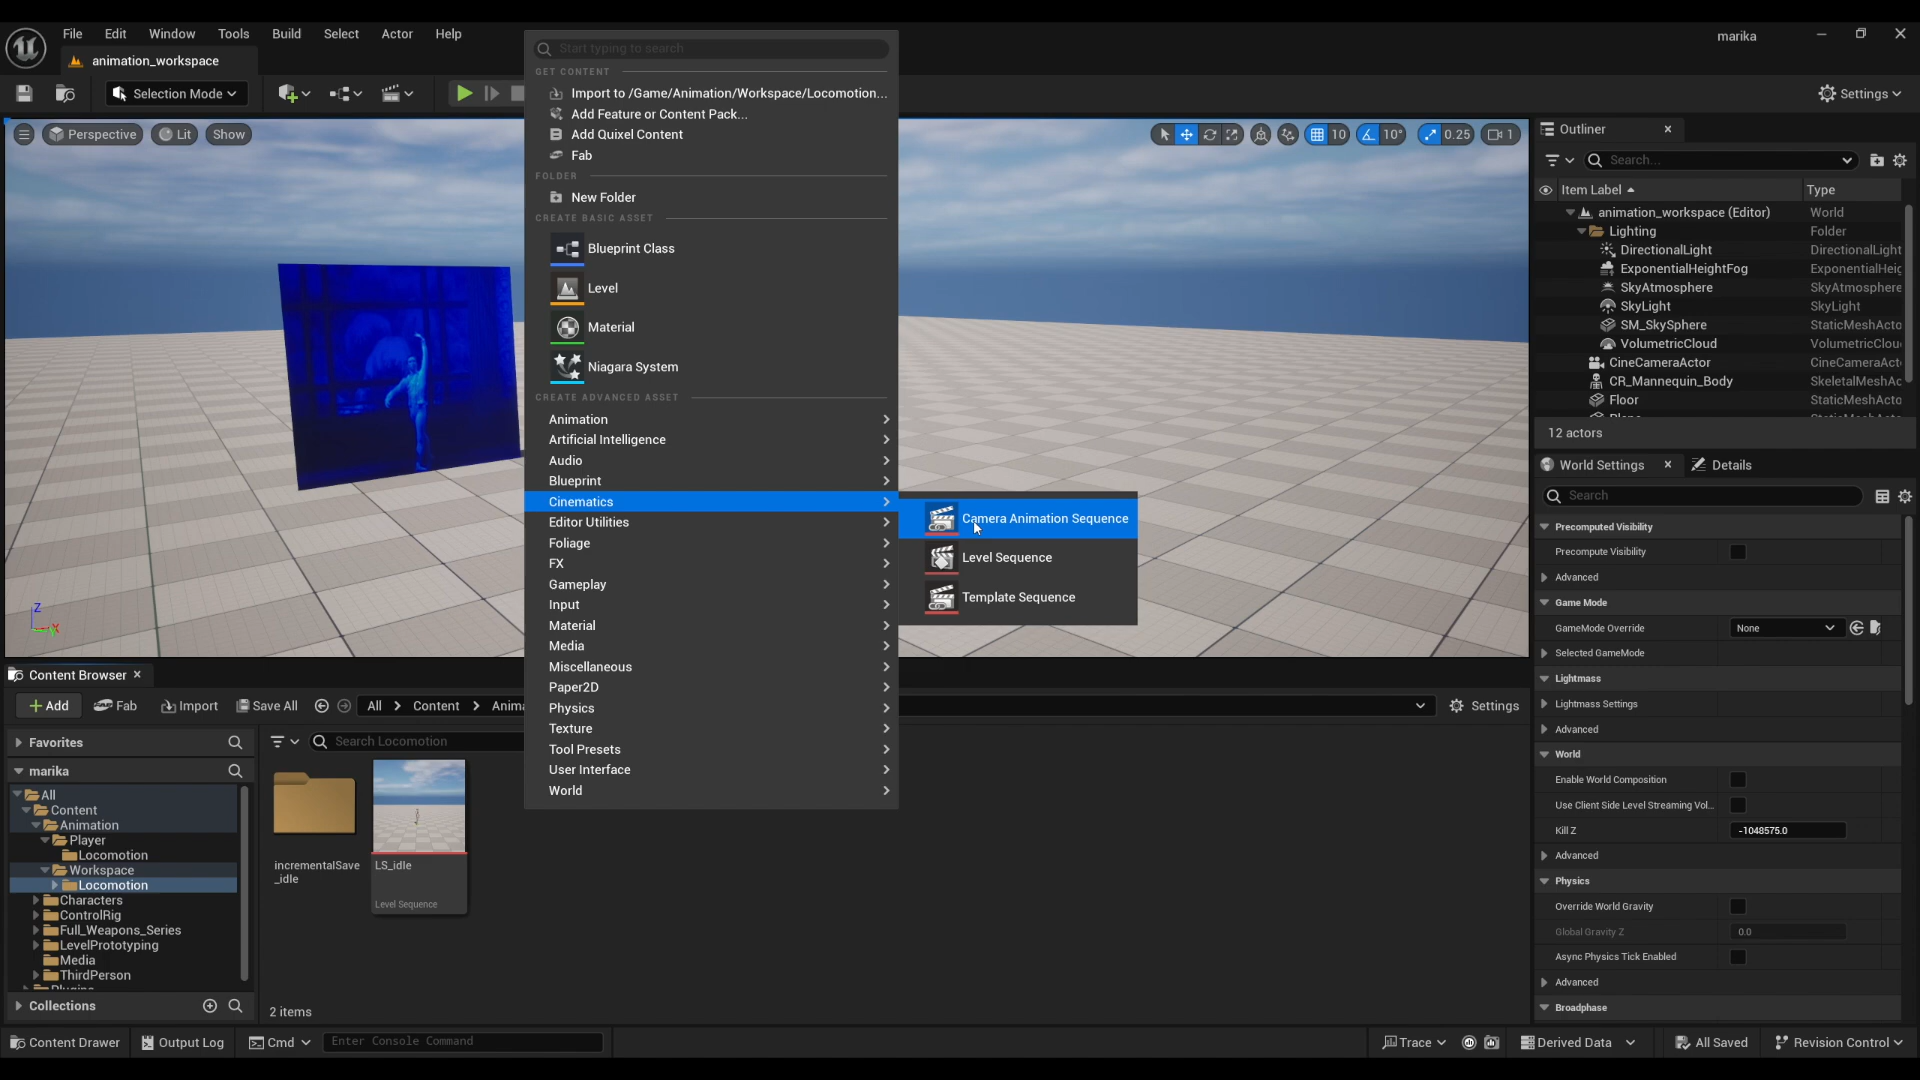 File Edit Window Tools Build Select Actor Help
marika
animation_workspace
Selection Mode
Settings
Perspective Lit Show
10 10° 0.25 1
Start typing to search
GET CONTENT
Import to /Game/Animation/Workspace/Locomotion...
Add Feature or Content Pack...
Add Quixel Content
Fab
FOLDER
New Folder
CREATE BASIC ASSET
Blueprint Class
Level
Material
Niagara System
CREATE ADVANCED ASSET
Animation
Artificial Intelligence
Audio
Blueprint
Cinematics
Editor Utilities
Foliage
FX
Gameplay
Input
Material
Media
Miscellaneous
Paper2D
Physics
Texture
Tool Presets
User Interface
World
Camera Animation Sequence
Level Sequence
Template Sequence
Z
X
Outliner
Search...
Item Label Type
animation_workspace (Editor) World
Lighting Folder
DirectionalLight DirectionalLight
ExponentialHeightFog ExponentialHeig
SkyAtmosphere SkyAtmosphere
SkyLight SkyLight
SM_SkySphere StaticMeshActo
VolumetricCloud VolumetricClou
CineCameraActor CineCameraAct
CR_Mannequin_Body SkeletalMeshAc
Floor StaticMeshActo
12 actors
World Settings Details
Search
Precomputed Visibility
Precompute Visibility
Advanced
Game Mode
GameMode Override None
Selected GameMode
Lightmass
Lightmass Settings
Advanced
World
Enable World Composition
Use Client Side Level Streaming Vol...
Kill Z -1048575.0
Advanced
Physics
Override World Gravity
Global Gravity Z 0.0
Async Physics Tick Enabled
Advanced
Broadphase
Content Browser
Add Fab Import Save All All Content Anima
Settings
Favorites
marika
All
Content
Animation
Player
Locomotion
Workspace
Locomotion
Characters
ControlRig
Full_Weapons_Series
LevelPrototyping
Media
ThirdPerson
Collections
Search Locomotion
incrementalSave
_idle
LS_idle
Level Sequence
2 items
Content Drawer Output Log Cmd Enter Console Command
Trace Derived Data All Saved Revision Control